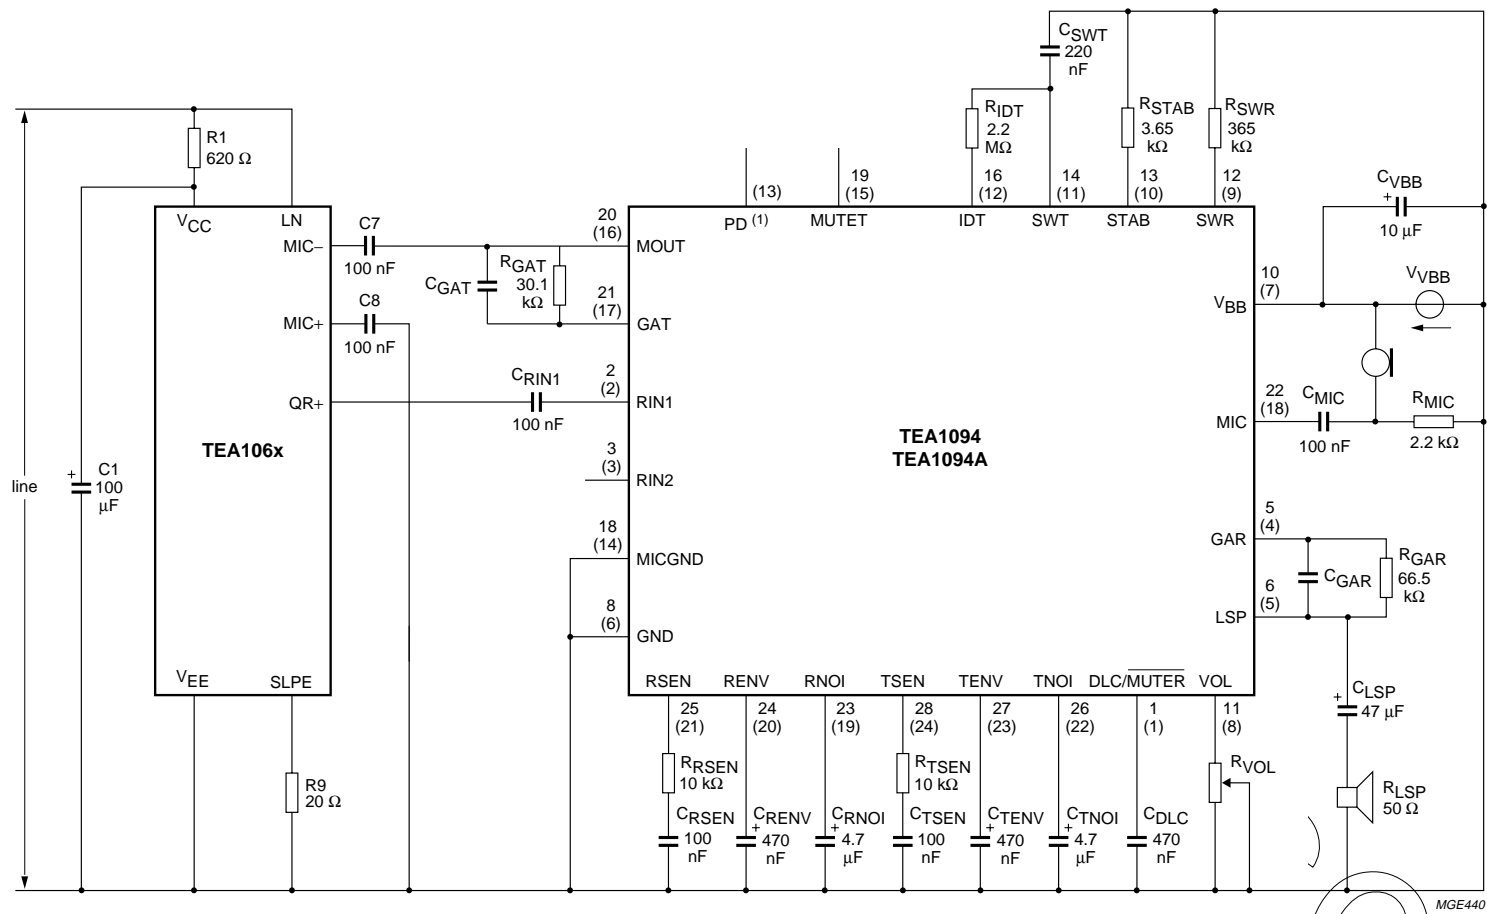 CSWT
220
nF
RIDT
2.2
MΩ
RSTAB
3.65
kΩ
RSWR
365
kΩ
R1
620 Ω
CVBB
+
10 μF
(13)
19
(15)
16
(12)
14
(11)
13
(10)
12
(9)
VCC
LN
PD (1)
MUTET
IDT
SWT
STAB
SWR
C7
100 nF
MIC−
20
(16)
MOUT
CGAT
RGAT
30.1
kΩ
10
(7)
VBB
VVBB
C8
100 nF
MIC+
21
(17)
GAT
CRIN1
100 nF
QR+
2
(2)
RIN1
22
(18)
MIC
CMIC
100 nF
RMIC
2.2 kΩ
TEA106x
TEA1094
TEA1094A
3
(3)
RIN2
line
+
C1
100
μF
18
(14)
MICGND
5
(4)
GAR
CGAR
RGAR
66.5
kΩ
8
(6)
GND
6
(5)
LSP
VEE
SLPE
RSEN
RENV
RNOI
TSEN
TENV
TNOI
DLC/MUTER
VOL
25
(21)
24
(20)
23
(19)
28
(24)
27
(23)
26
(22)
1
(1)
11
(8)
+
CLSP
47 μF
R9
20 Ω
RRSEN
10 kΩ
RTSEN
10 kΩ
RVOL
RLSP
50 Ω
CRSEN
100
nF
CRENV
+
470
nF
CRNOI
+
4.7
μF
CTSEN
100
nF
CTENV
+
470
nF
CTNOI
+
4.7
μF
CDLC
470
nF
MGE440